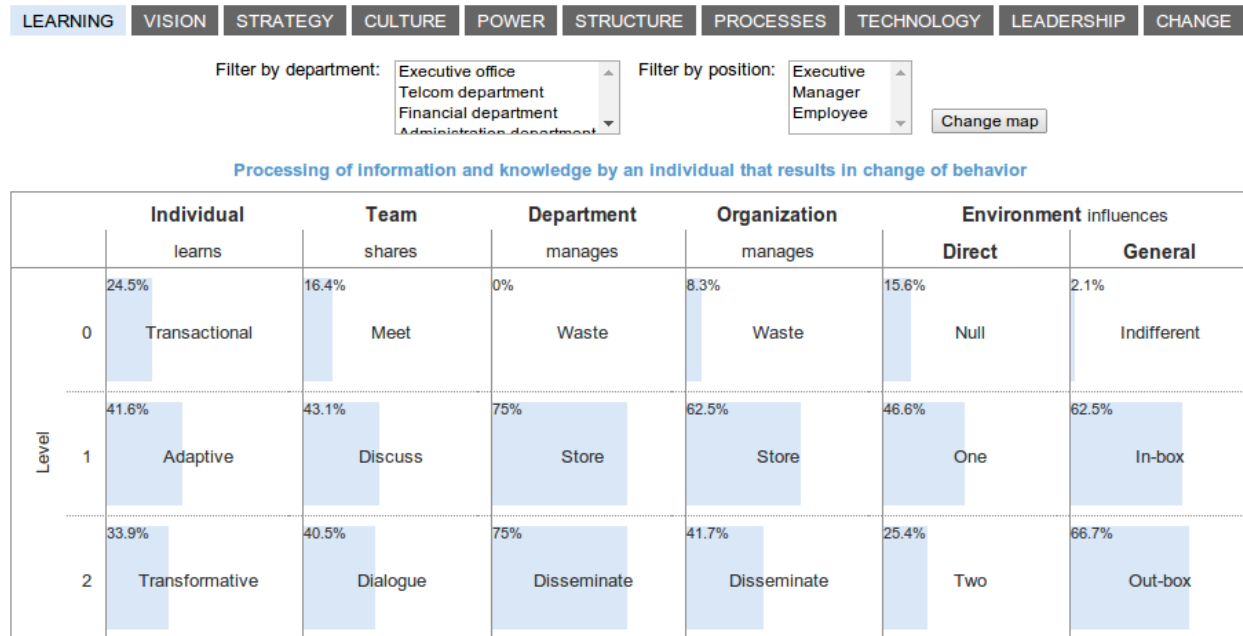 LEARNING VISION STRATEGY CULTURE POWER STRUCTURE PROCESSES TECHNOLOGY LEADERSHIP CHANGE
Filter by department: Executive office Filter by position: Executive
Telcom department Manager
Financial department Employee
Administration department Change map
Processing of information and knowledge by an individual that results in change of behavior
Individual Team Department Organization Environment influences
learns shares manages manages Direct General
24.5% 16.4% 0% 8.3% 15.6% 2.1%
0 Transactional Meet Waste Waste Null Indifferent
41.6% 43.1% 75% 62.5% 46.6% 62.5%
Level 1 Adaptive Discuss Store Store One In-box
33.9% 40.5% 75% 41.7% 25.4% 66.7%
2 Transformative Dialogue Disseminate Disseminate Two Out-box